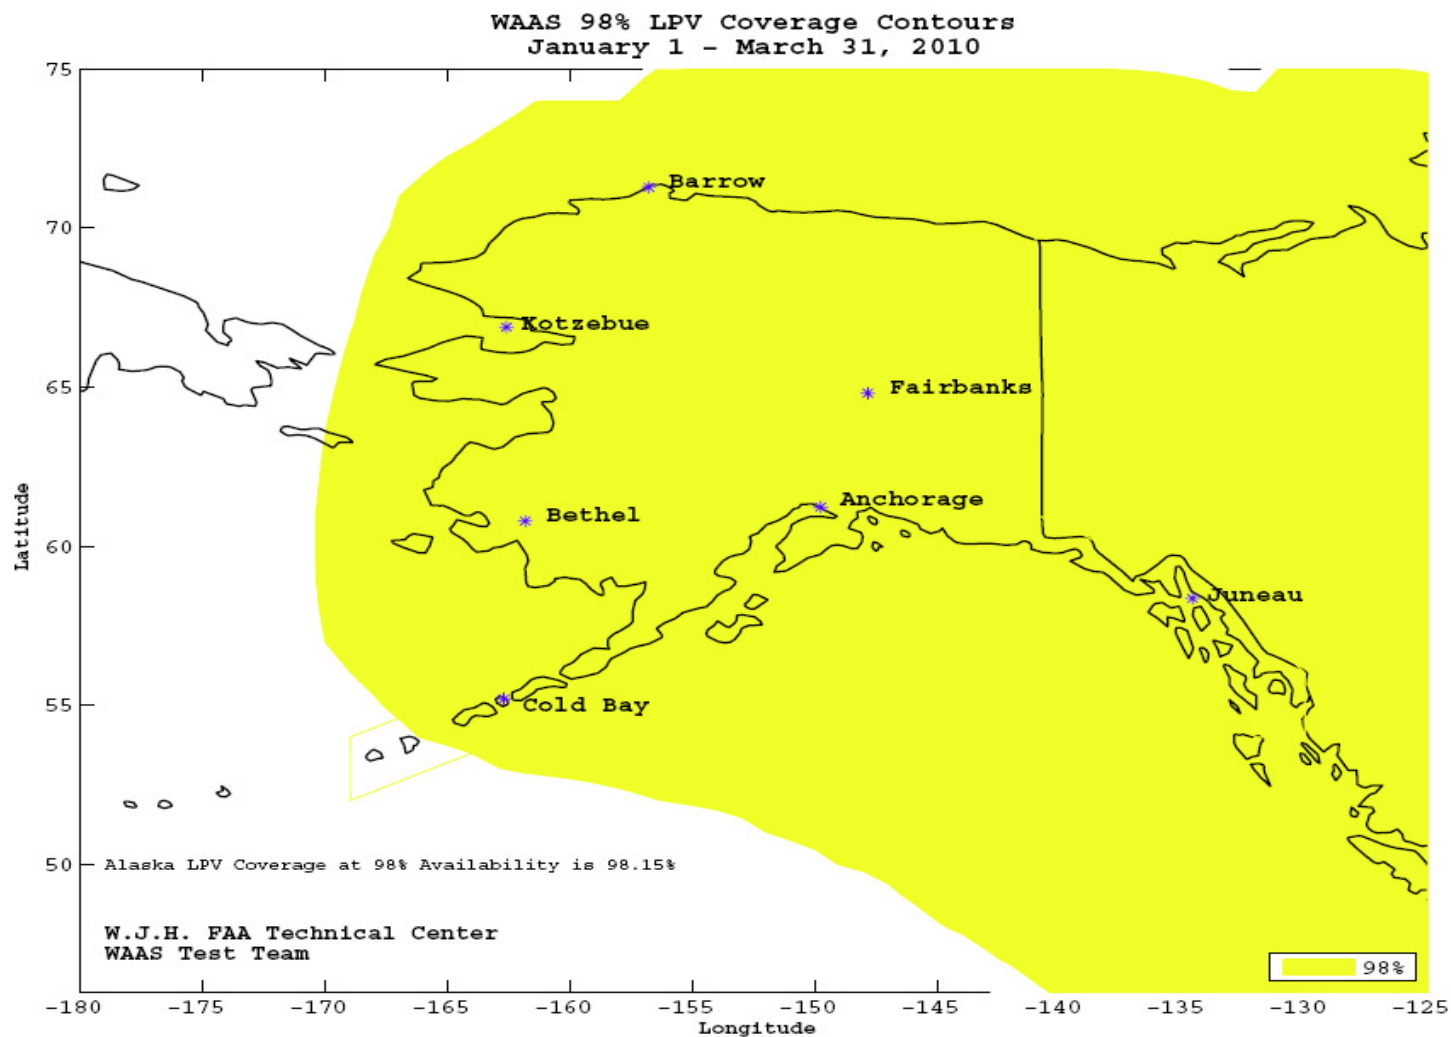 WAAS 98% LPV Coverage Contours
January 1 - March 31, 2010
75
70
65
60
55
50
Latitude
Barrow
Kotzebue
Fairbanks
Anchorage
Bethel
Juneau
Cold Bay
Alaska LPV Coverage at 98% Availability is 98.15%
W.J.H. FAA Technical Center
WAAS Test Team
98%
-180 -175 -170 -165 -160 -155 -150 -145 -140 -135 -130 -125
Longitude